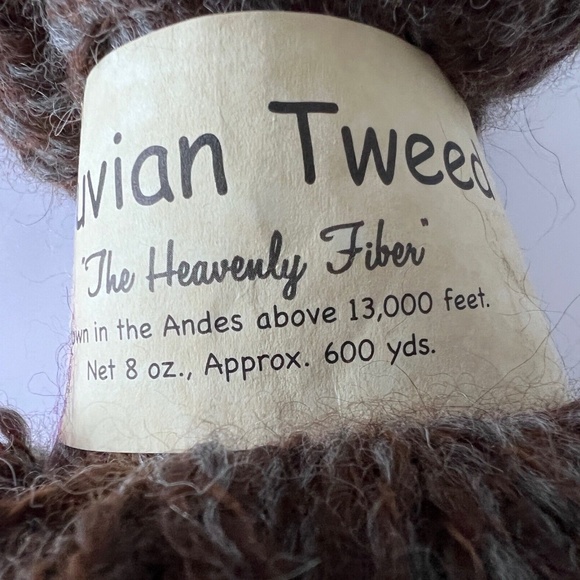 uvian Tweed
"The Heavenly Fiber"
own in the Andes above 13,000 feet.
Net 8 oz., Approx. 600 yds.